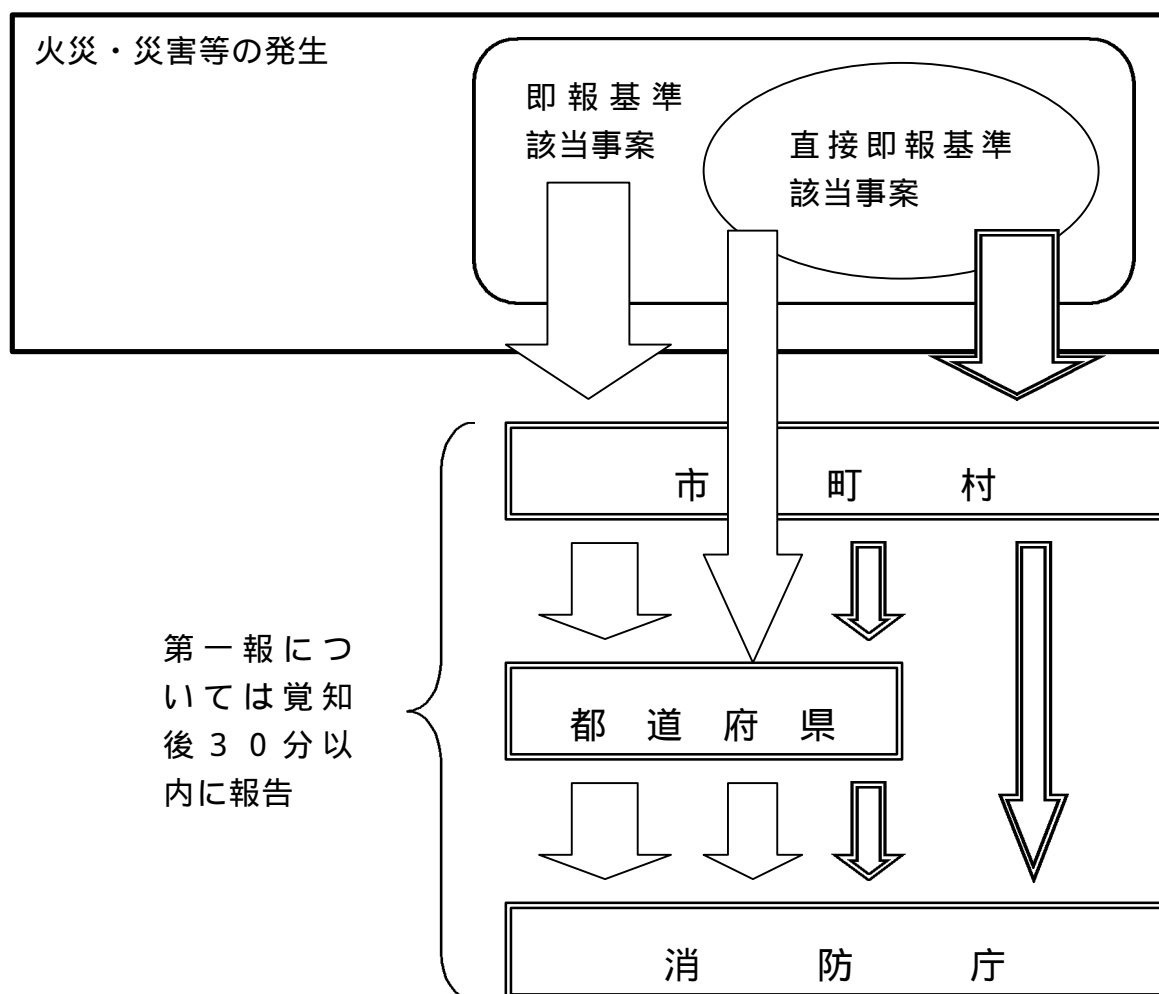 火災・災害等の発生
即報基準
該当事案
直接即報基準
該当事案
市町村
第一報につ
いては覚知
後30分以
内に報告
都道府県
消防庁